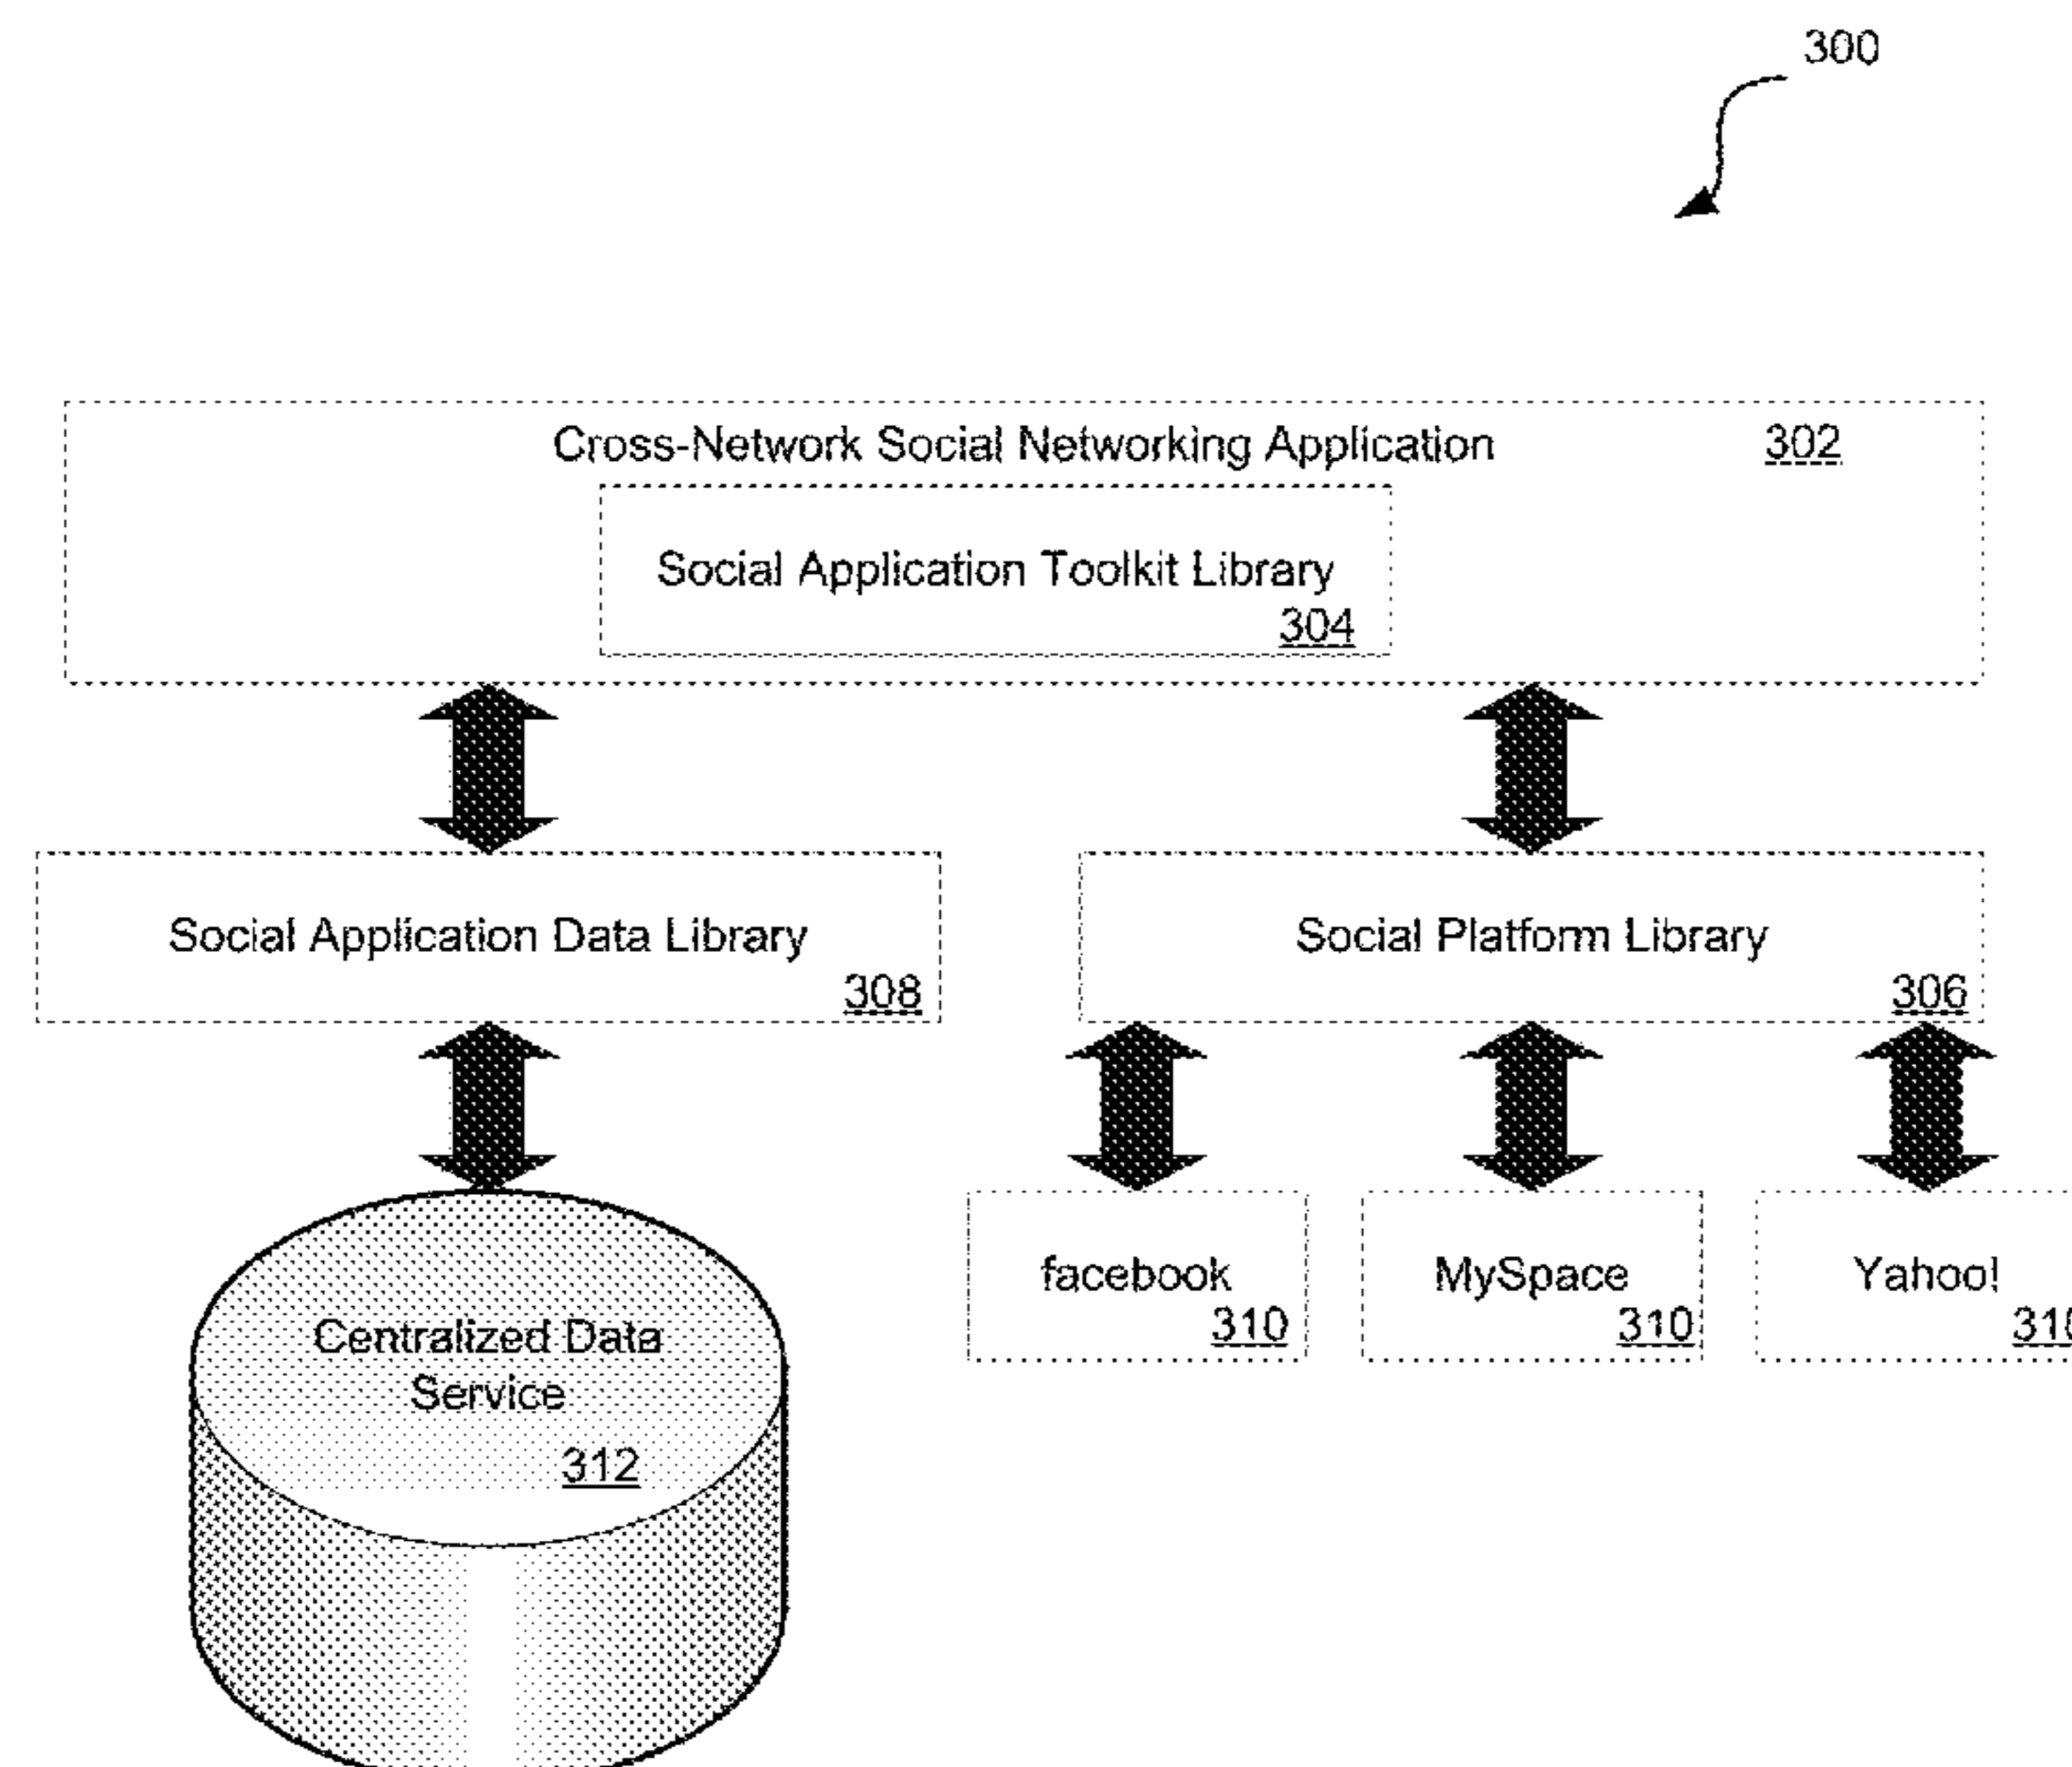 300
Cross-Network Social Networking Application 302
Social Application Toolkit Library
304
Social Application Data Library
308
Social Platform Library
306
facebook
310
MySpace
310
Yahoo!
310
Centralized Data
Service
312